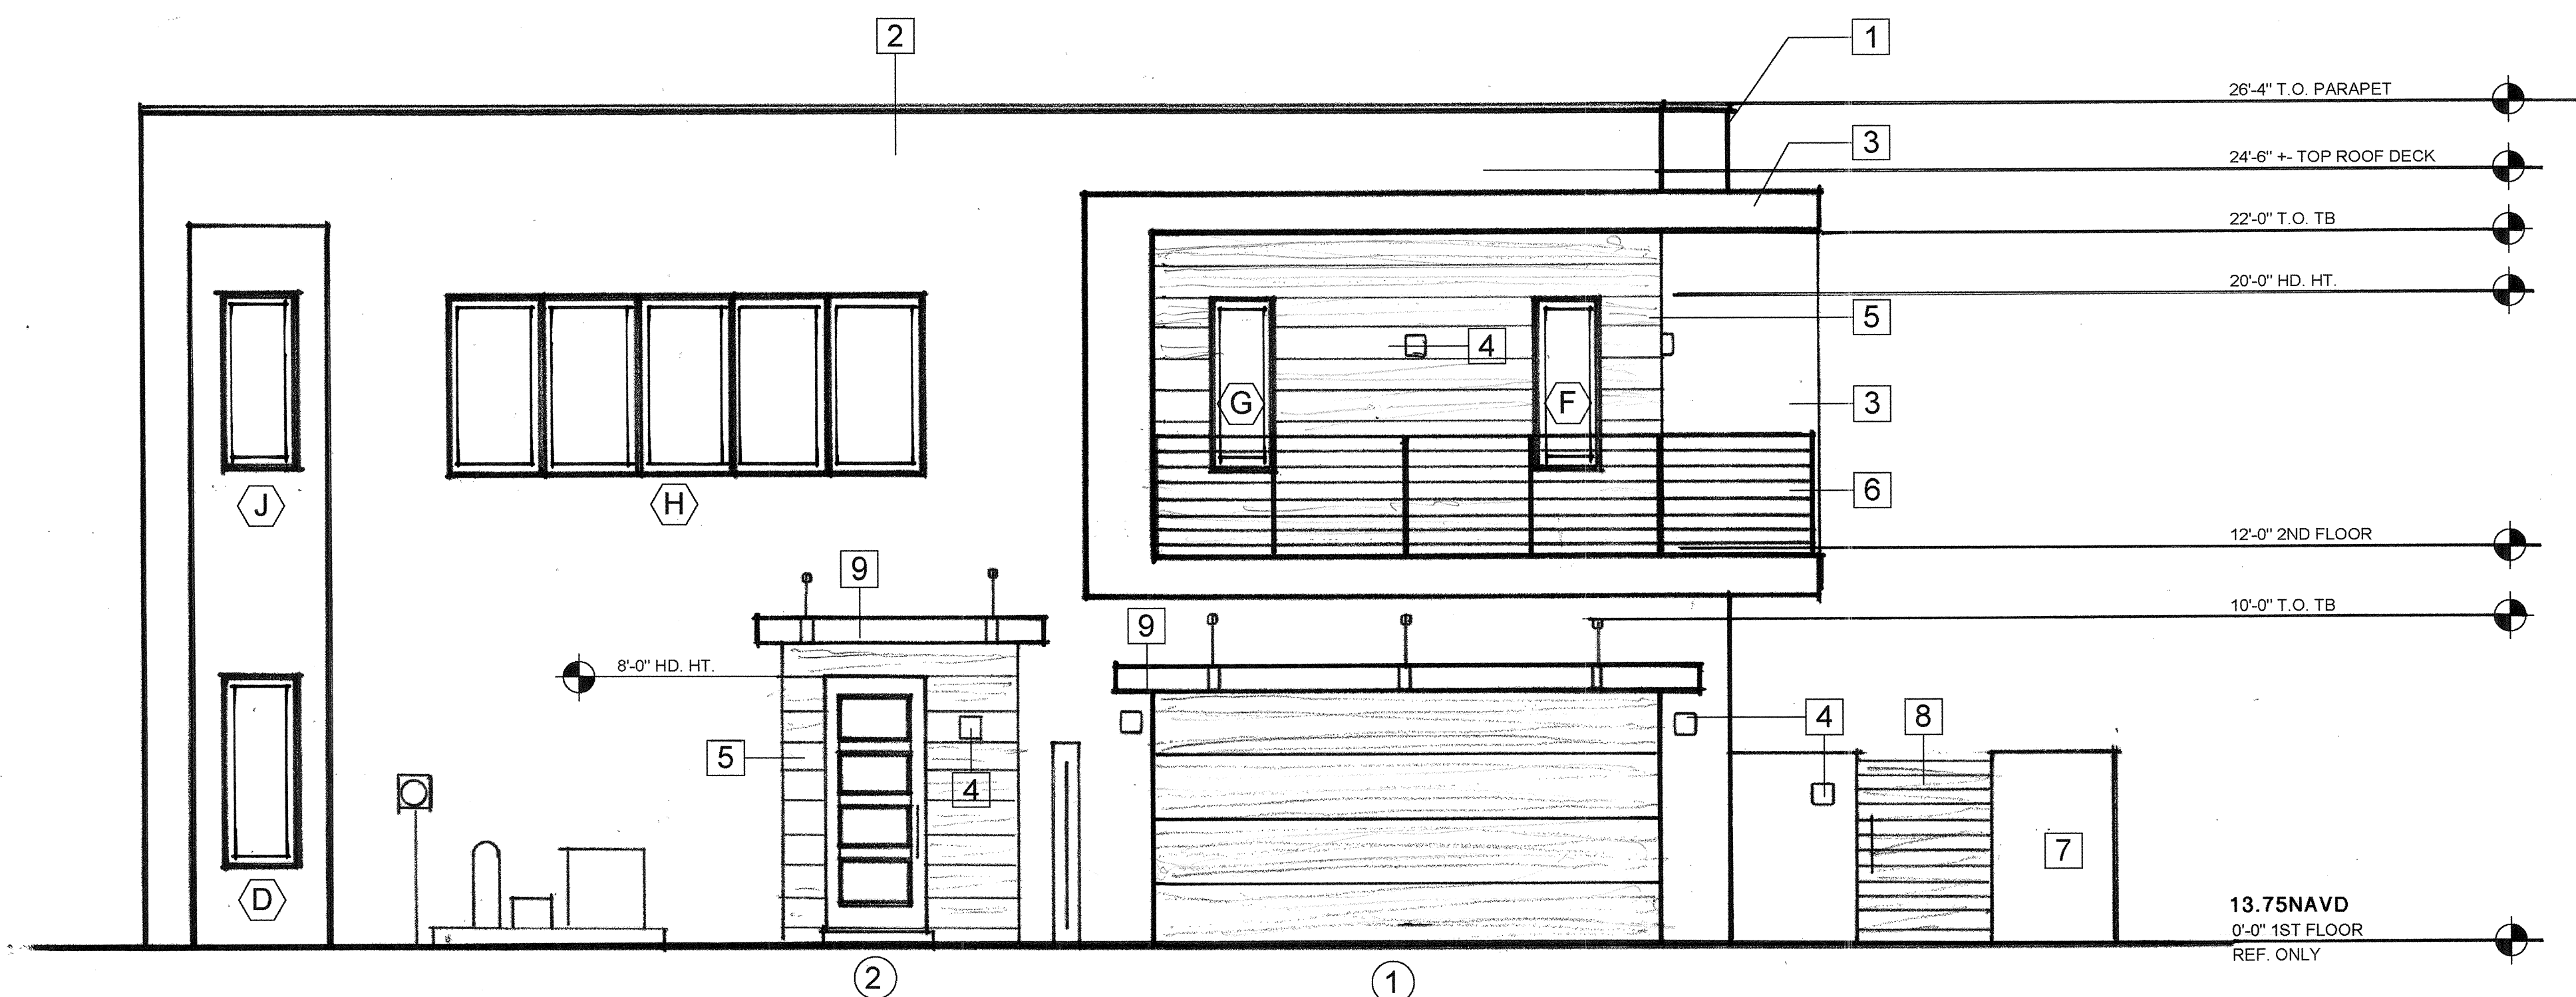 2
1
26'-4" T.O. PARAPET
3
24'-6" +- TOP ROOF DECK
22'-0" T.O. TB
20'-0" HD. HT.
5
4
G
F
3
J
H
6
12'-0" 2ND FLOOR
9
10'-0" T.O. TB
9
8'-0" HD. HT.
4
8
5
4
7
D
13.75NAVD
0'-0" 1ST FLOOR
REF. ONLY
2
1